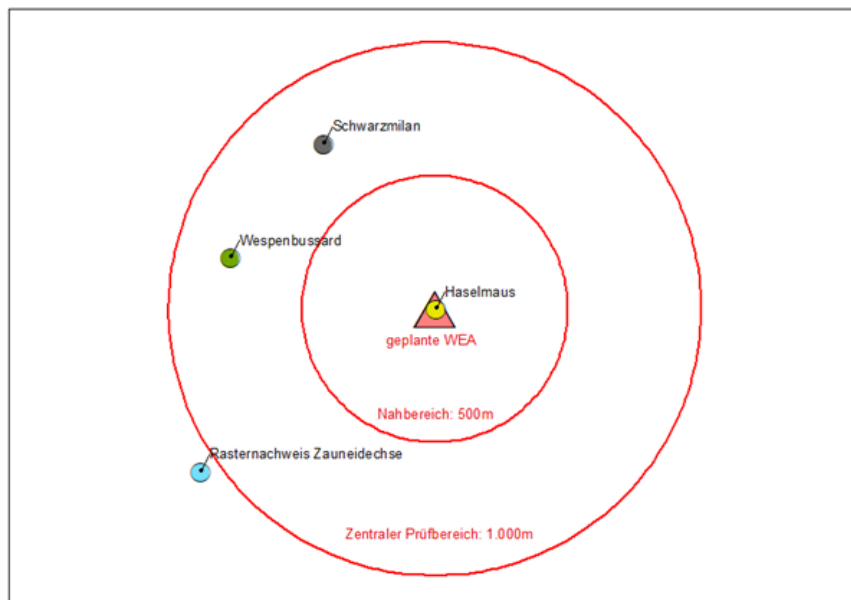 Schwarzmilan
Wespenbussard
Haselmaus
geplante WEA
Nahbereich: 500m
Rasternachweis Zauneidechse
Zentraler Prüfbereich: 1.000m